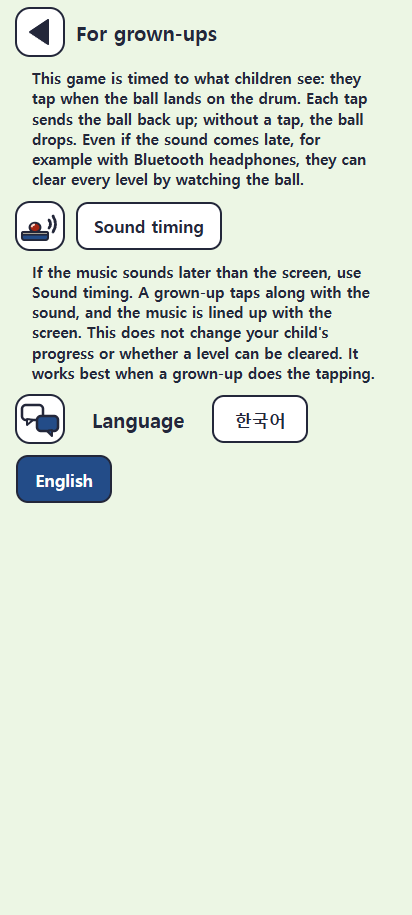 For grown-ups
This game is timed to what children see: they
tap when the ball lands on the drum. Each tap
sends the ball back up; without a tap, the ball
drops. Even if the sound comes late, for
example with Bluetooth headphones, they can
clear every level by watching the ball.
Sound timing
If the music sounds later than the screen, use
Sound timing. A grown-up taps along with the
sound, and the music is lined up with the
screen. This does not change your child's
progress or whether a level can be cleared. It
works best when a grown-up does the tapping.
Language
한국어
English